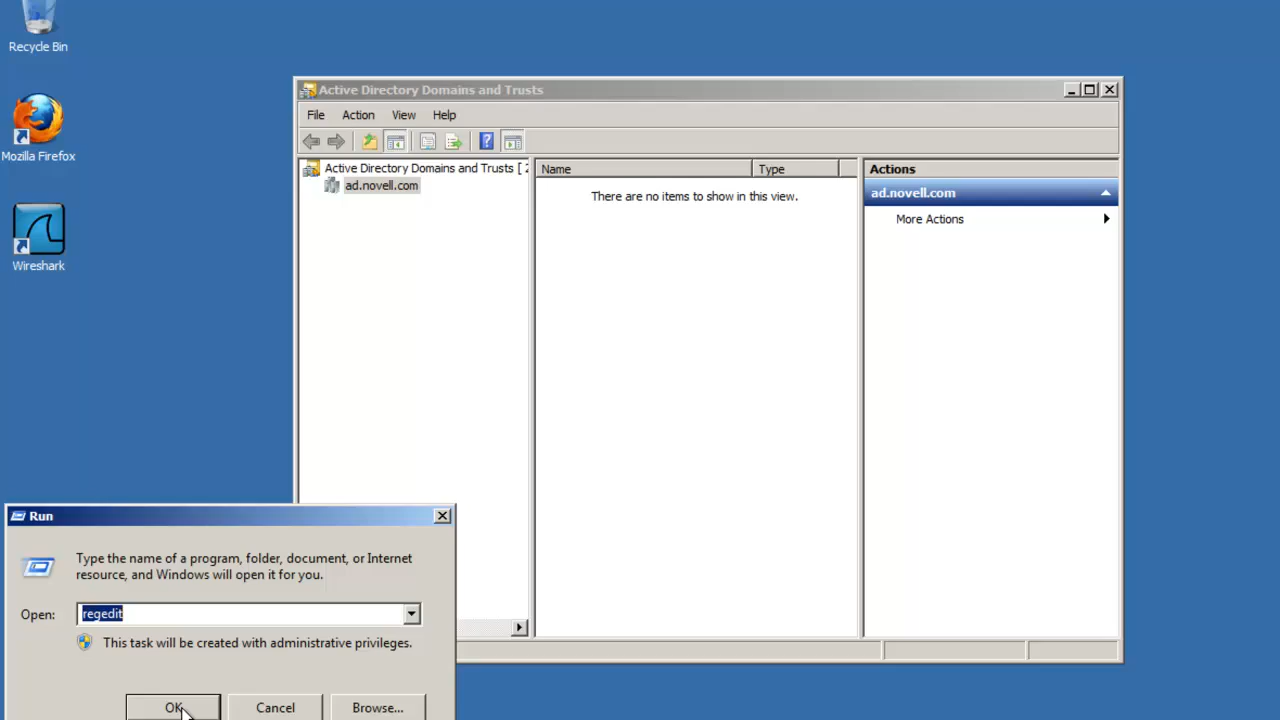 Recycle Bin
Mozilla Firefox
Wireshark
Active Directory Domains and Trusts
File Action View Help
Active Directory Domains and Trusts [
ad.novell.com
Name Type
There are no items to show in this view.
Actions
ad.novell.com
More Actions
Run
Type the name of a program, folder, document, or Internet
resource, and Windows will open it for you.
Open: regedit
This task will be created with administrative privileges.
OK Cancel Browse...